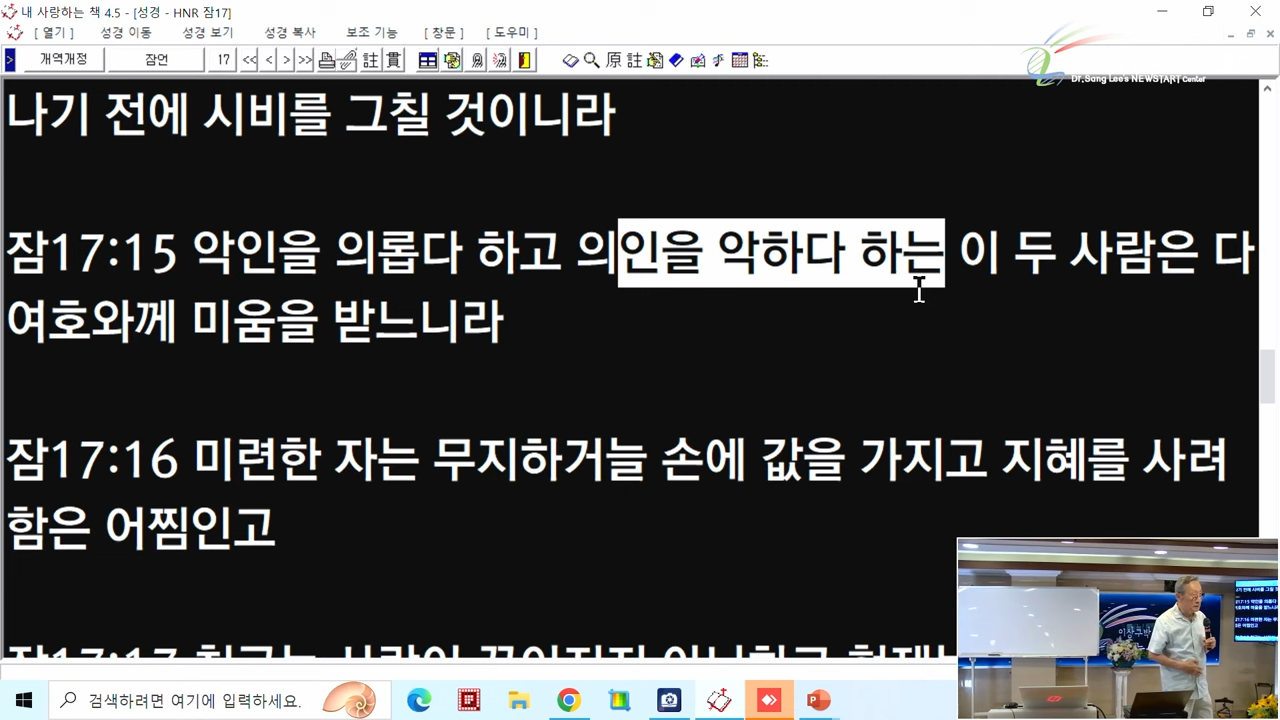 내 사랑하는 책 4.5 - [성경 - HNR 잠17]
[ 열기 ] 성경 이동 성경 보기 성경 복사 보조 기능 [ 창문 ] [ 도우미 ]
개역개정 잠언 17 << < > >> 註 貫 原 註
Dr.Sang Lee's NEWSTART Center
나기 전에 시비를 그칠 것이니라
잠17:15 악인을 의롭다 하고 의인을 악하다 하는 이 두 사람은 다
여호와께 미움을 받느니라
잠17:16 미련한 자는 무지하거늘 손에 값을 가지고 지혜를 사려
함은 어찜인고
검색하려면 여기에 입력하세요.